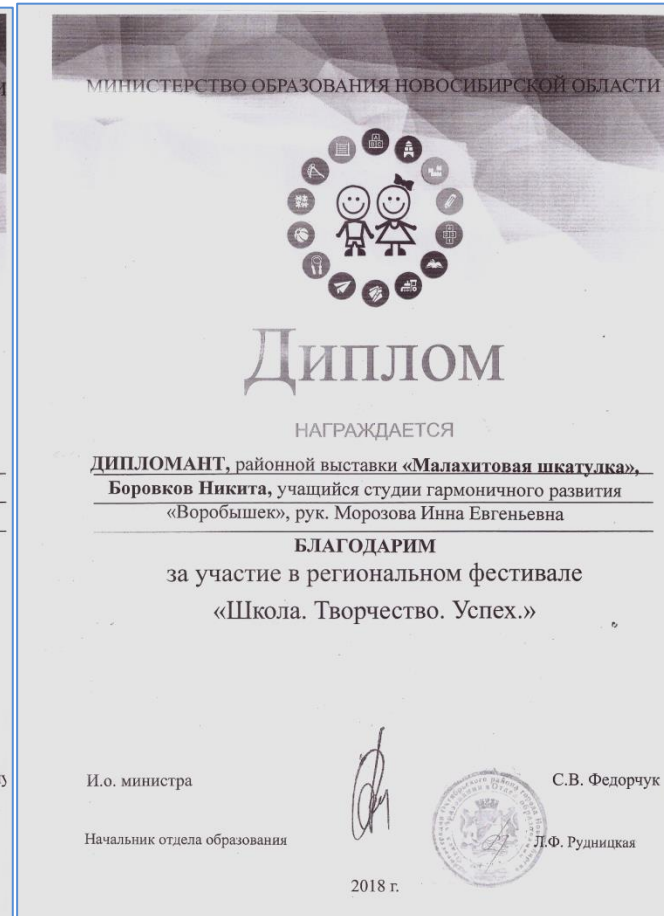 МИНИСТЕРСТВО ОБРАЗОВАНИЯ НОВОСИБИРСКОЙ ОБЛАСТИ
Диплом
НАГРАЖДАЕТСЯ
ДИПЛОМАНТ, районной выставки «Малахитовая шкатулка»,
Боровков Никита, учащийся студии гармоничного развития
«Воробышек», рук. Морозова Инна Евгеньевна
БЛАГОДАРИМ
за участие в региональном фестивале
«Школа. Творчество. Успех.»
И.о. министра
С.В. Федорчук
Начальник отдела образования
Л.Ф. Рудницкая
2018 г.